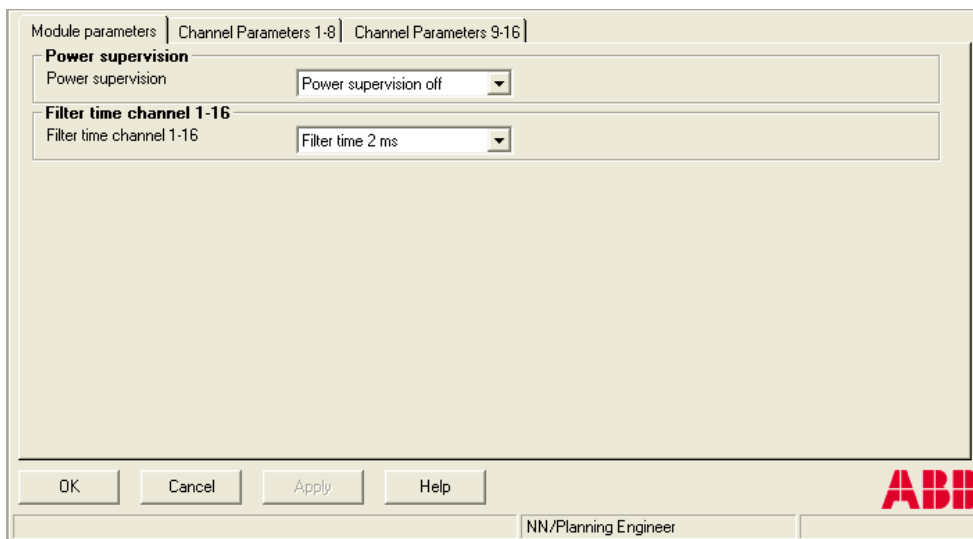 Module parameters Channel Parameters 1-8 Channel Parameters 9-16
Power supervision
Power supervision Power supervision off
Filter time channel 1-16
Filter time channel 1-16 Filter time 2 ms
OK Cancel Apply Help ABB
NN/Planning Engineer